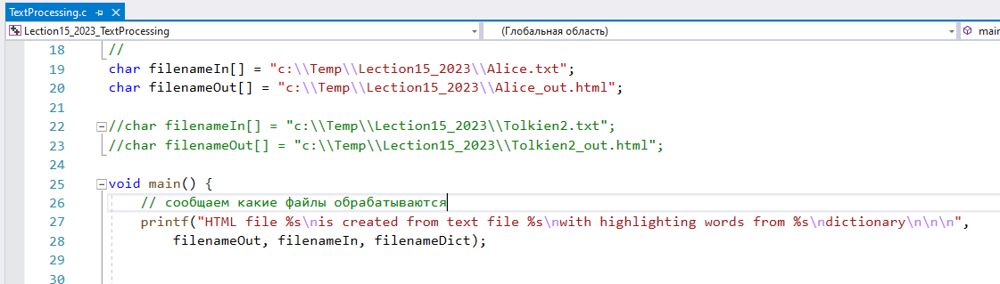 TextProcessing.c
Lection15_2023_TextProcessing (Глобальная область) main
18 //
19 char filenameIn[] = "c:\\Temp\\Lection15_2023\\Alice.txt";
20 char filenameOut[] = "c:\\Temp\\Lection15_2023\\Alice_out.html";
21
22 //char filenameIn[] = "c:\\Temp\\Lection15_2023\\Tolkien2.txt";
23 //char filenameOut[] = "c:\\Temp\\Lection15_2023\\Tolkien2_out.html";
24
25 void main() {
26 // сообщаем какие файлы обрабатываются
27 printf("HTML file %s\nis created from text file %s\nwith highlighting words from %s\ndictionary\n\n\n",
28 filenameOut, filenameIn, filenameDict);
29
30